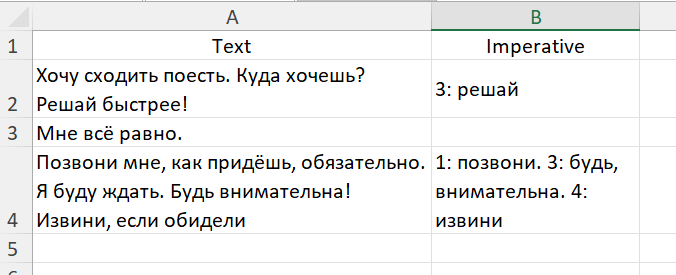 A B
1 Text Imperative
Хочу сходить поесть. Куда хочешь?
2 Решай быстрее! 3: решай
3 Мне всё равно.
Позвони мне, как придёшь, обязательно. 1: позвони. 3: будь,
Я буду ждать. Будь внимательна! внимательна. 4:
4 Извини, если обидели извини
5